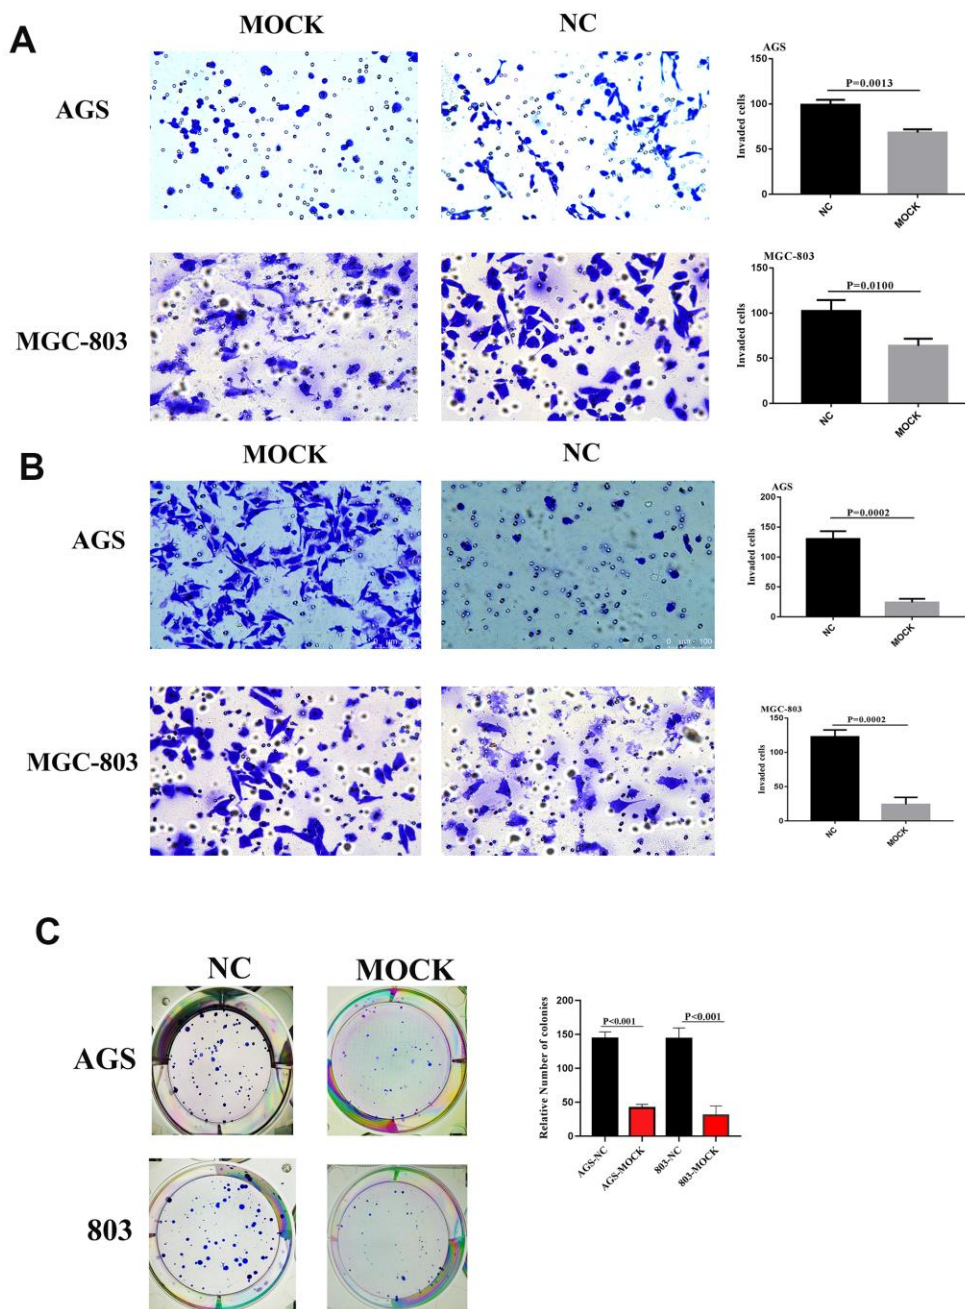 A
MOCK
NC
AGS
AGS
Invaded cells
150
100
50
0
P=0.0013
NC
MOCK
MGC-803
MGC-803
Invaded cells
150
100
50
0
P=0.0100
NC
MOCK
B
MOCK
NC
AGS
0 µm 100
AGS
Invaded cells
200
150
100
50
0
P=0.0002
NC
MOCK
MGC-803
MGC-803
Invaded cells
150
100
50
0
P=0.0002
NC
MOCK
C
NC
MOCK
AGS
803
Relative Number of colonies
200
150
100
50
0
P<0.001
P<0.001
AGS-NC
AGS-MOCK
803-NC
803-MOCK